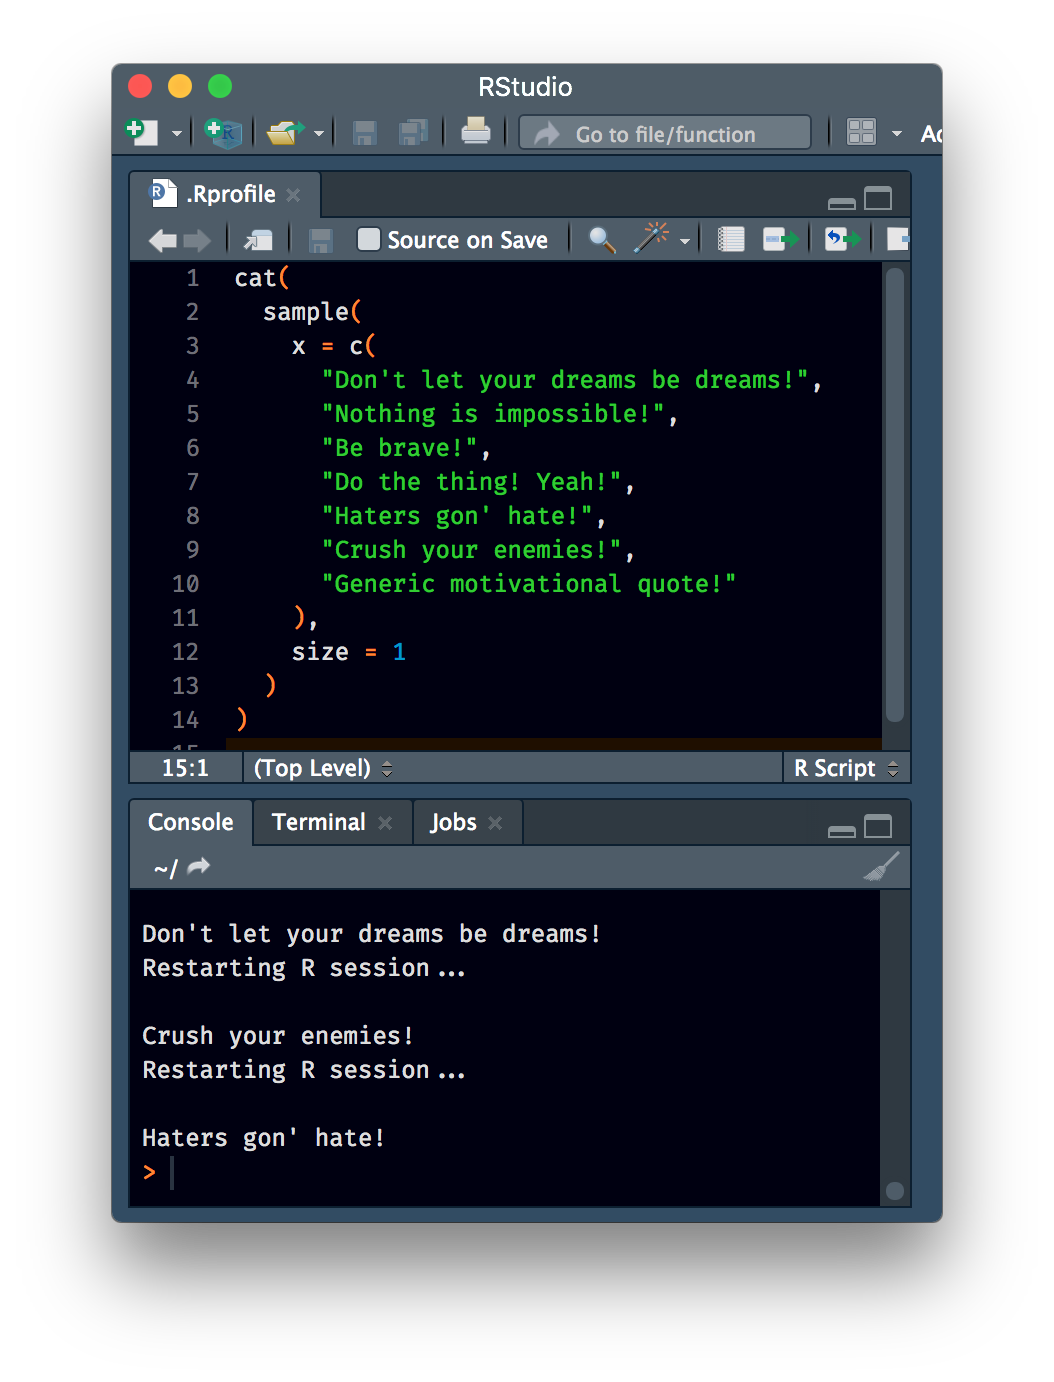 RStudio
Go to file/function
.Rprofile
Source on Save
1 cat(
2   sample(
3     x = c(
4       "Don't let your dreams be dreams!",
5       "Nothing is impossible!",
6       "Be brave!",
7       "Do the thing! Yeah!",
8       "Haters gon' hate!",
9       "Crush your enemies!",
10       "Generic motivational quote!"
11     ),
12     size = 1
13   )
14 )
15
15:1 (Top Level) R Script
Console Terminal Jobs
~/
Don't let your dreams be dreams!
Restarting R session...
Crush your enemies!
Restarting R session...
Haters gon' hate!
>